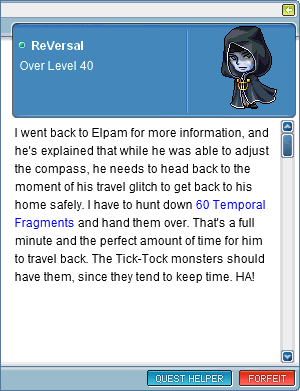 ReVersal
Over Level 40
I went back to Elpam for more information, and
he's explained that while he was able to adjust
the compass, he needs to head back to the
moment of his travel glitch to get back to his
home safely. I have to hunt down 60 Temporal
Fragments and hand them over. That's a full
minute and the perfect amount of time for him
to travel back. The Tick-Tock monsters should
have them, since they tend to keep time. HA!
QUEST HELPER
FORFEIT